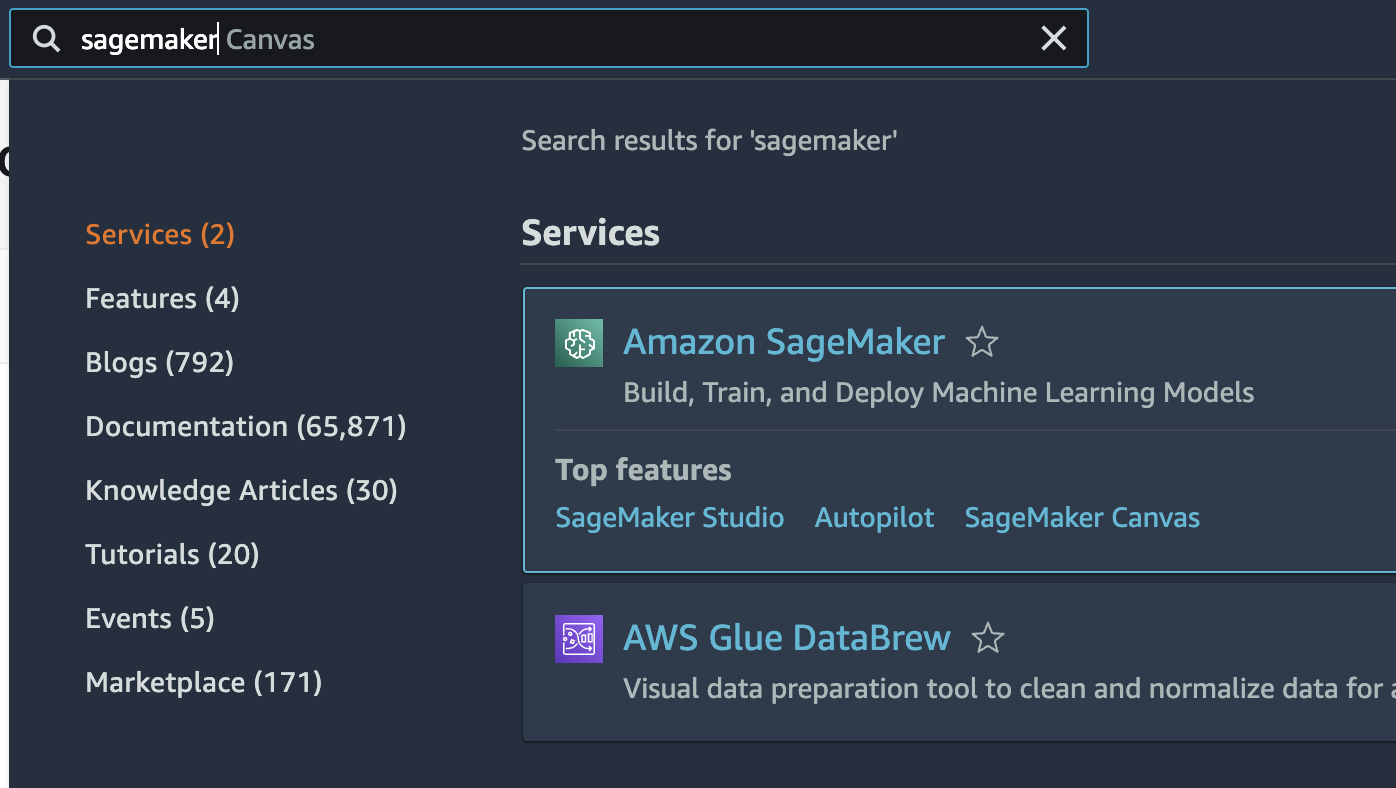 sagemaker Canvas
Search results for 'sagemaker'
Services (2)
Features (4)
Blogs (792)
Documentation (65,871)
Knowledge Articles (30)
Tutorials (20)
Events (5)
Marketplace (171)
Services
Amazon SageMaker
Build, Train, and Deploy Machine Learning Models
Top features
SageMaker Studio Autopilot SageMaker Canvas
AWS Glue DataBrew
Visual data preparation tool to clean and normalize data for